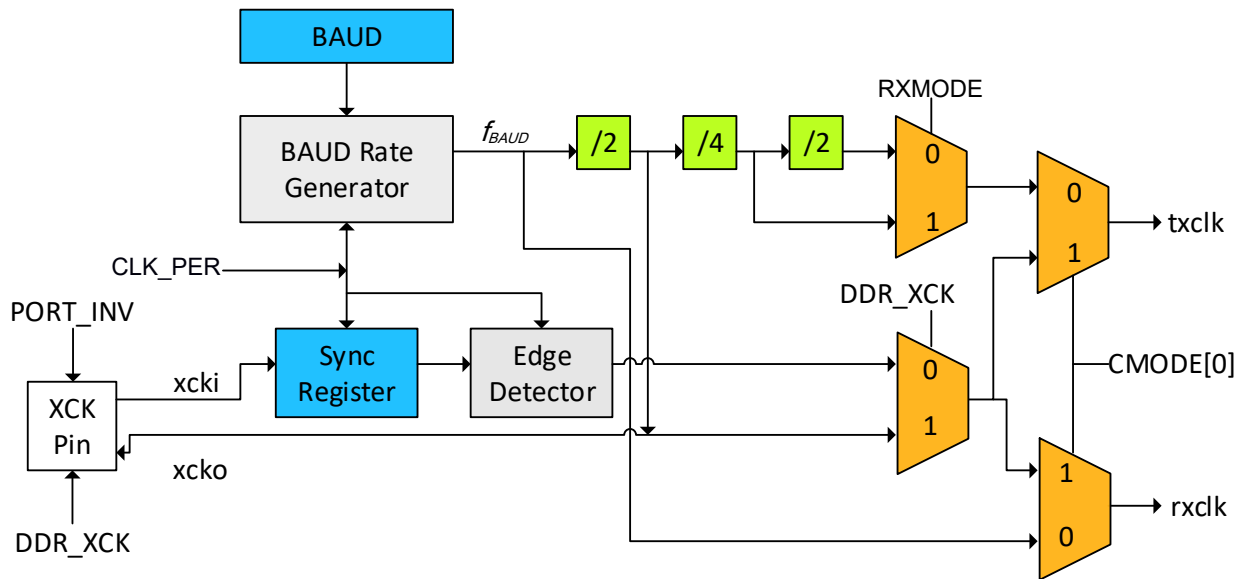 BAUD
RXMODE
BAUD Rate
Generator
fBAUD
/2
/4
/2
0
1
0
1
txclk
CLK_PER
PORT_INV
DDR_XCK
Sync
Register
Edge
Detector
0
1
CMODE[0]
xcki
XCK
Pin
xcko
DDR_XCK
1
0
rxclk